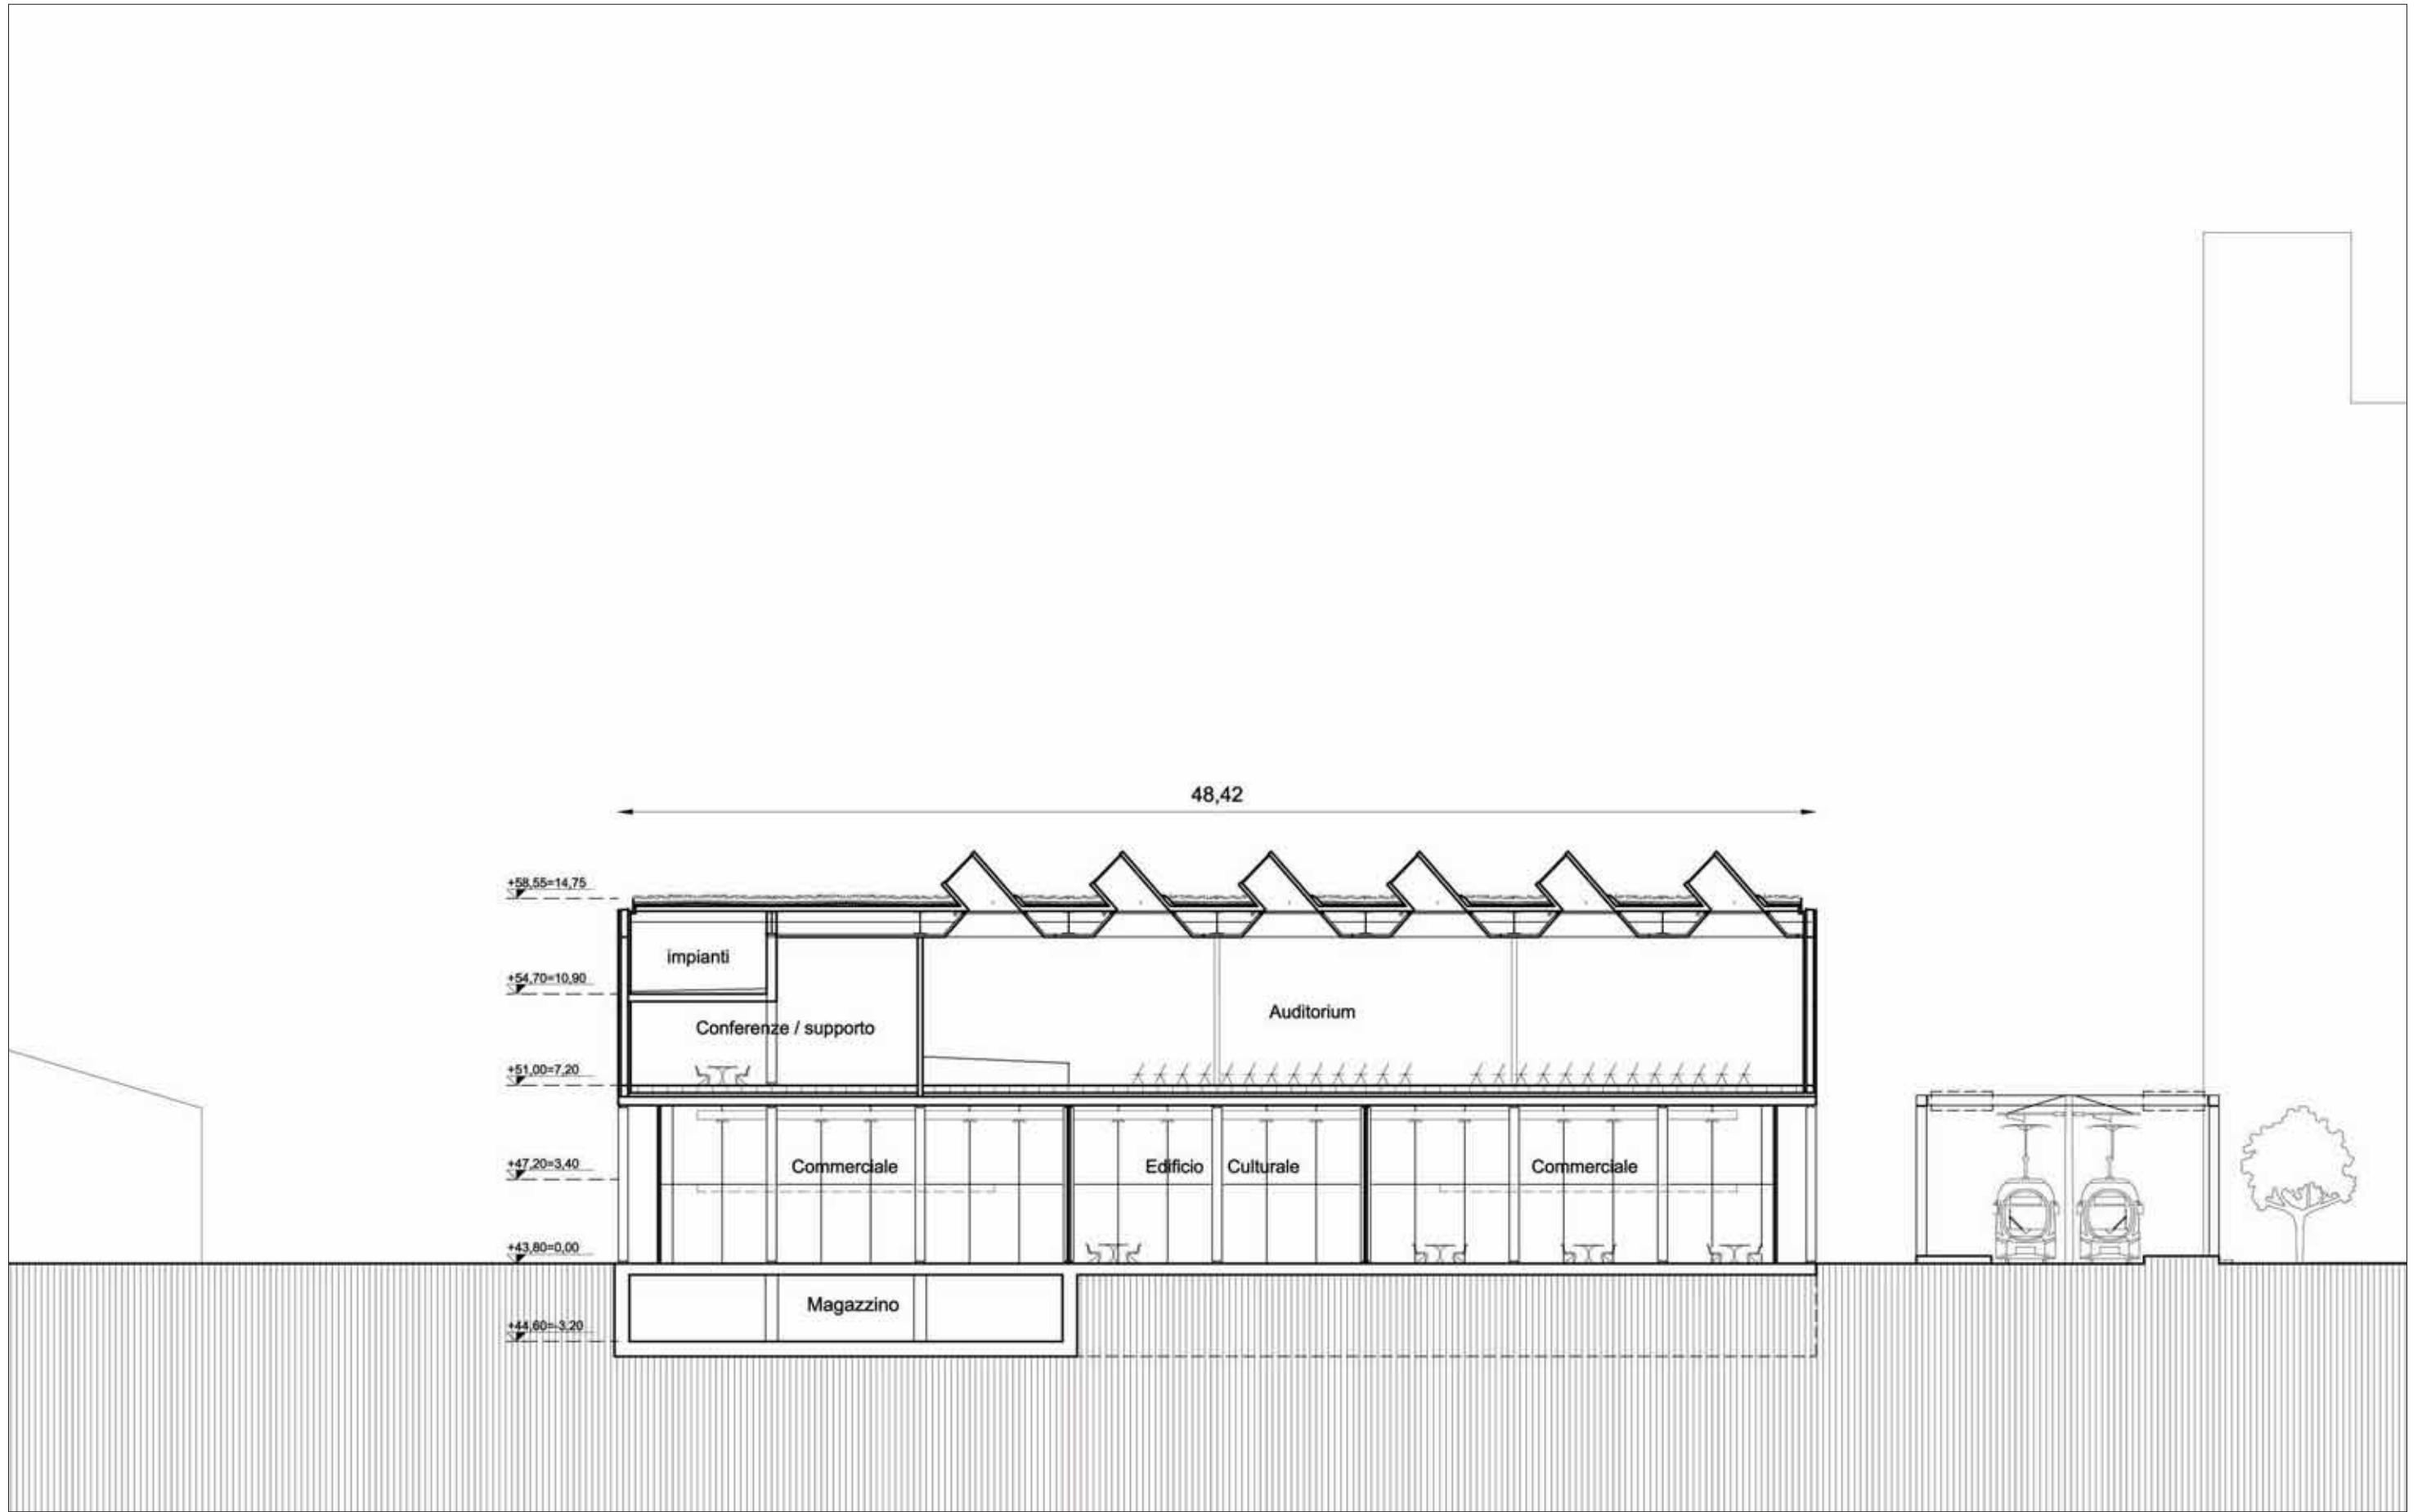 48,42
+58,55=14,75
impianti
+54,70=10,90
Auditorium
Conferenze / supporto
+51,00=7,20
+47,20=3,40
Commerciale
Edificio Culturale
Commerciale
+43,80=0,00
Magazzino
+44,60=-3,20